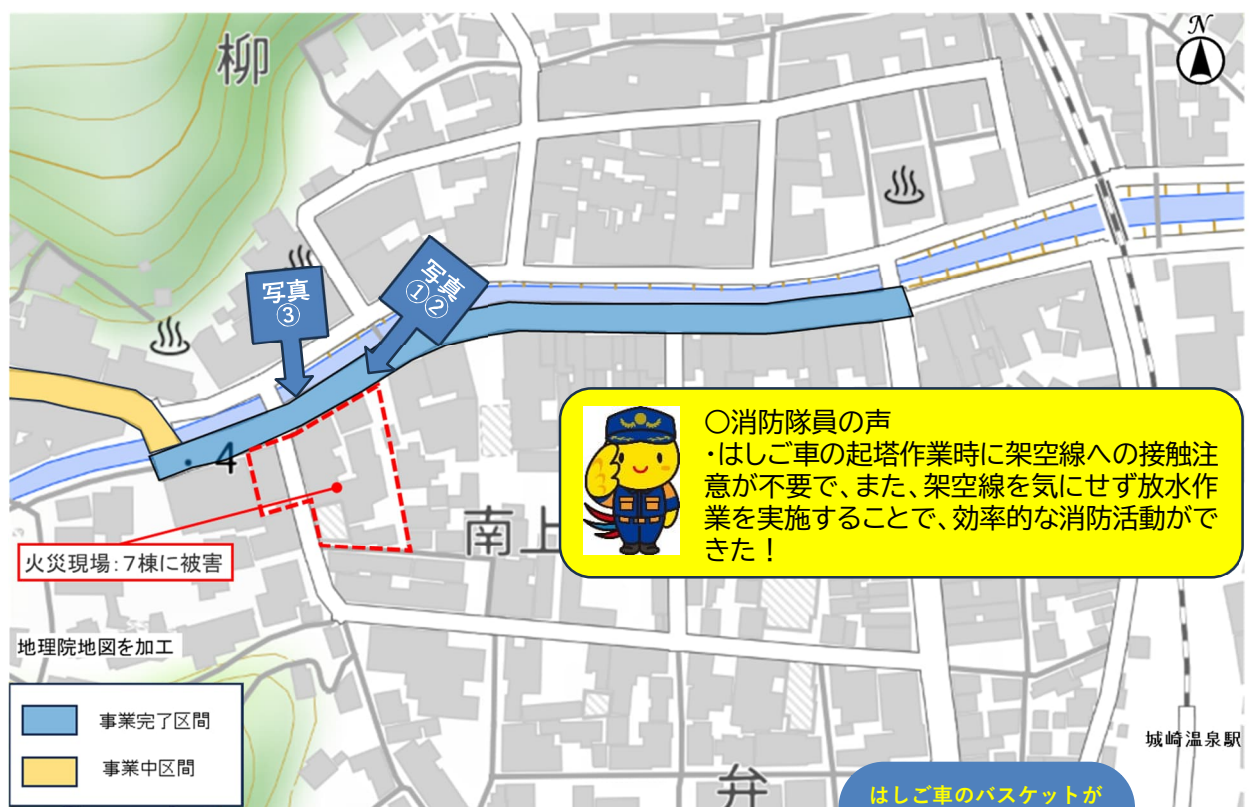 柳
N
写真
③
写真
①②
・4
○消防隊員の声
・はしご車の起塔作業時に架空線への接触注
意が不要で、また、架空線を気にせず放水作
業を実施することで、効率的な消防活動がで
きた！
南上
火災現場：7棟に被害
地理院地図を加工
事業完了区間
事業中区間
城崎温泉駅
弁
はしご車のバスケットが